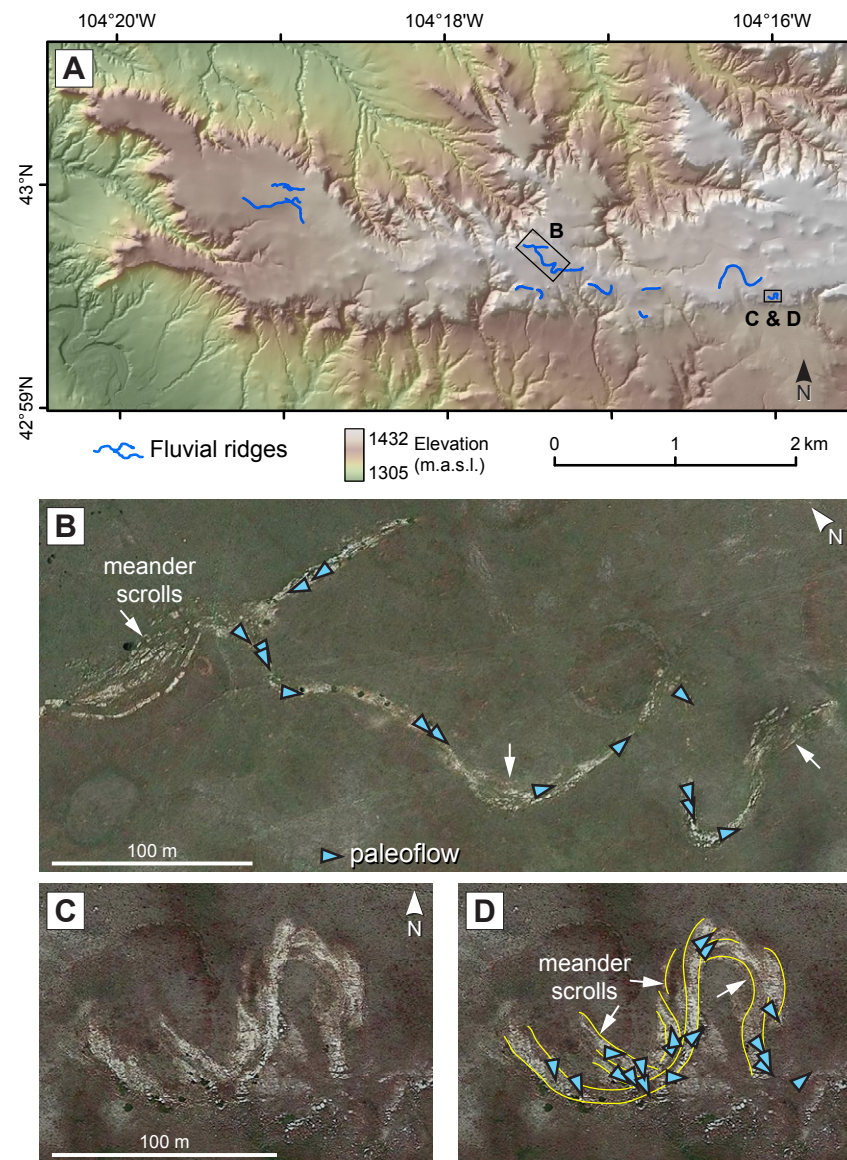 104°20'W
104°18'W
104°16'W
A
43°N
B
C & D
N
42°59'N
Fluvial ridges
1432
1305
Elevation
(m.a.s.l.)
0
1
2 km
B
N
meander
scrolls
100 m
paleoflow
C
N
100 m
D
meander
scrolls